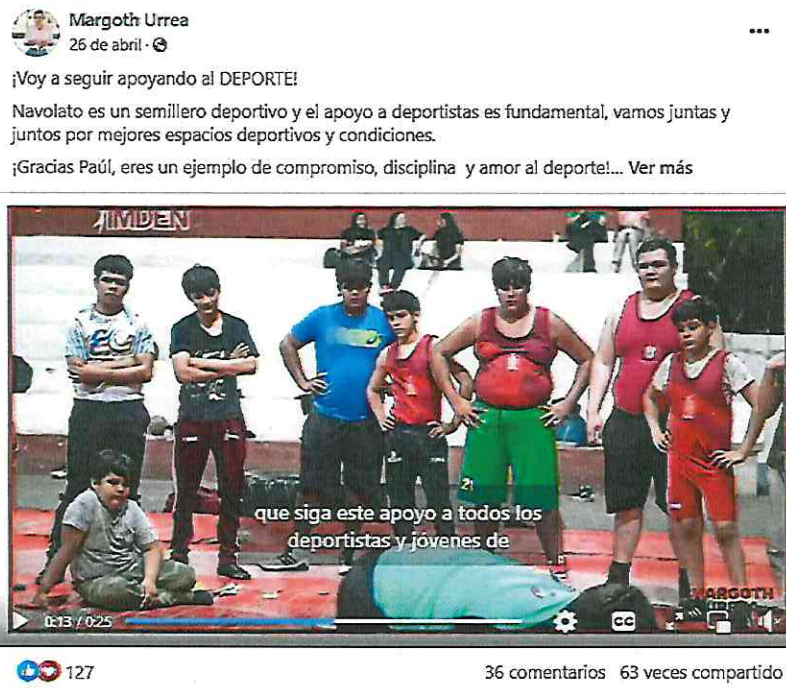 Margoth Urrea
26 de abril ·
¡Voy a seguir apoyando al DEPORTE!
Navolato es un semillero deportivo y el apoyo a deportistas es fundamental, vamos juntas y
juntos por mejores espacios deportivos y condiciones.
¡Gracias Paúl, eres un ejemplo de compromiso, disciplina y amor al deporte!... Ver más
IMDEN
que siga este apoyo a todos los
deportistas y jóvenes de
MARGOTH
URREA
0:13 / 0:25
CC
127
36 comentarios 63 veces compartido